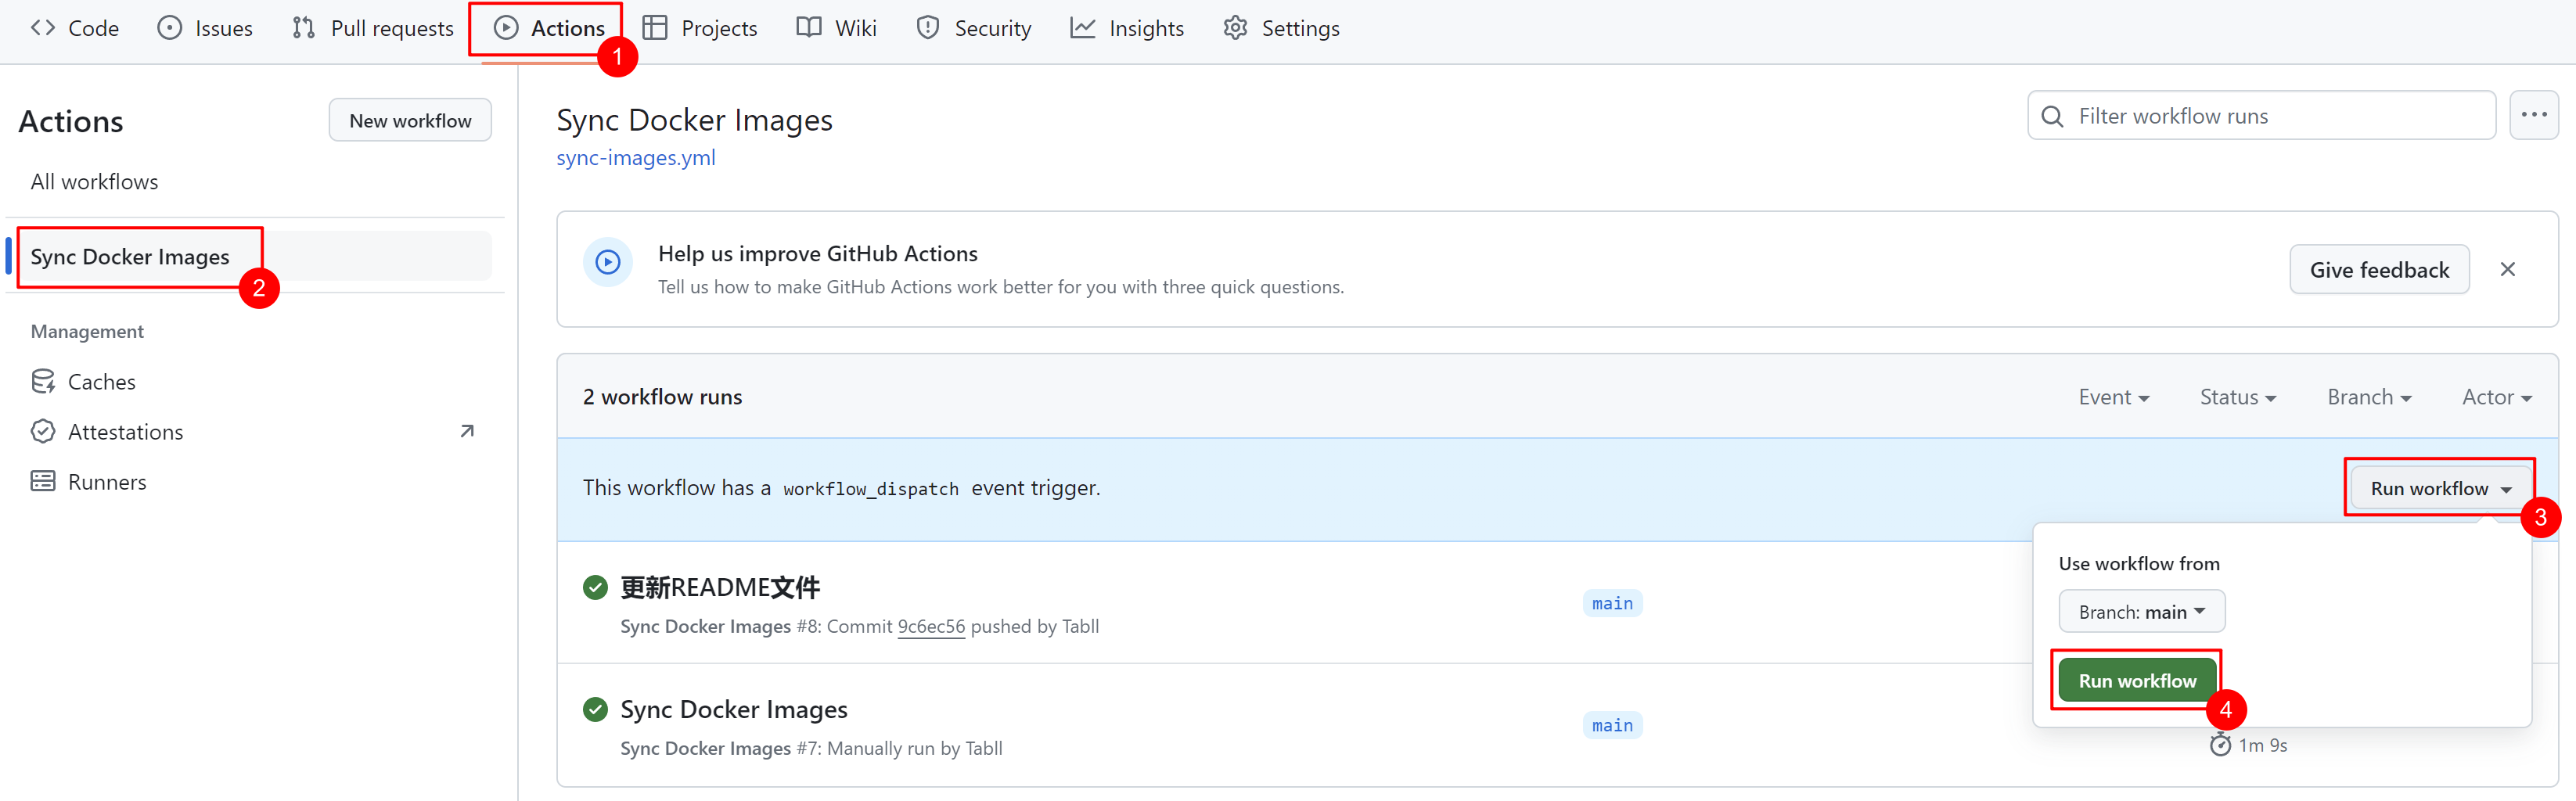 Code Issues Pull requests Actions Projects Wiki Security Insights Settings
1
Actions New workflow
All workflows
Sync Docker Images
2
Management
Caches
Attestations
Runners
Sync Docker Images
sync-images.yml
Filter workflow runs
Help us improve GitHub Actions
Tell us how to make GitHub Actions work better for you with three quick questions.
Give feedback
2 workflow runs Event Status Branch Actor
This workflow has a workflow_dispatch event trigger. Run workflow
3
Use workflow from
Branch: main
Run workflow
4
更新README文件
main
Sync Docker Images #8: Commit 9c6ec56 pushed by Tabll
Sync Docker Images
main
Sync Docker Images #7: Manually run by Tabll
1m 9s